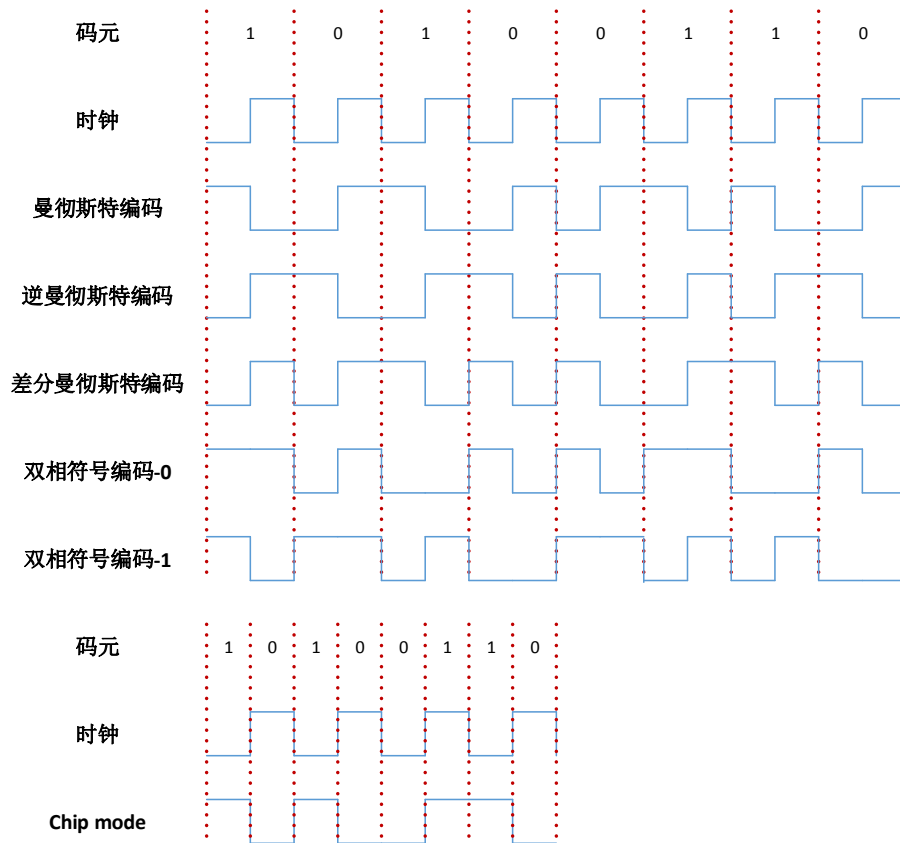 码元 1 0 1 0 0 1 1 0
时钟
曼彻斯特编码
逆曼彻斯特编码
差分曼彻斯特编码
双相符号编码-0
双相符号编码-1
码元 1 0 1 0 0 1 1 0
时钟
Chip mode